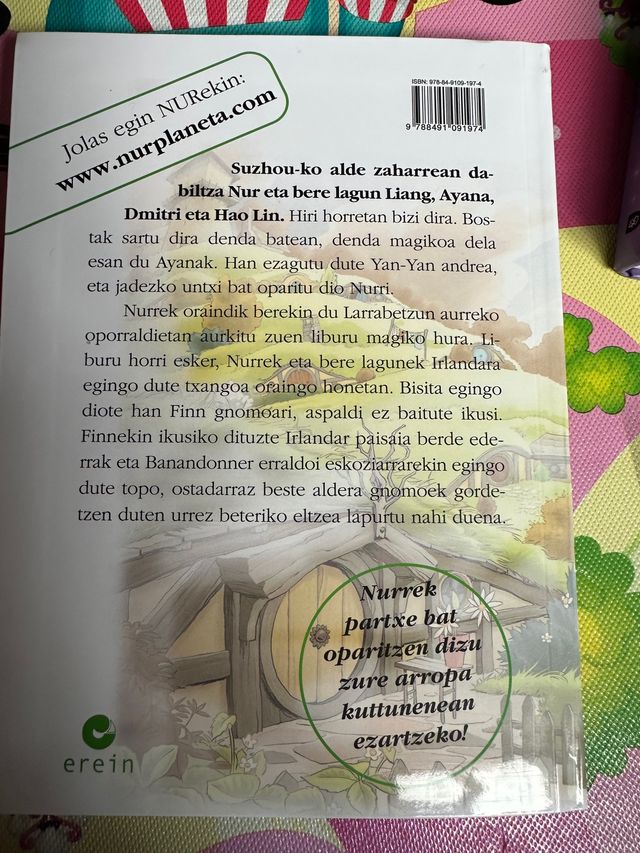 Jolas egin NURekin:
www.nurplaneta.com
ISBN: 978-84-9109-197-4
9 788491 091974
Suzhou-ko alde zaharrean da-
biltza Nur eta bere lagun Liang, Ayana,
Dmitri eta Hao Lin. Hiri horretan bizi dira. Bos-
tak sartu dira denda batean, denda magikoa dela
esan du Ayanak. Han ezagutu dute Yan-Yan andrea,
eta jadezko untxi bat oparitu dio Nurri.
Nurrek oraindik berekin du Larrabetzun aurreko
oporraldietan aurkitu zuen liburu magiko hura. Li-
buru horri esker, Nurrek eta bere lagunek Irlandara
egingo dute txangoa oraingo honetan. Bisita egingo
diote han Finn gnomoari, aspaldi ez baitute ikusi.
Finnekin ikusiko dituzte Irlandar paisaia berde ede-
rrak eta Banandonner erraldoi eskoziarrarekin egingo
dute topo, ostadarraz beste aldera gnomoek gorde-
tzen duten urrez beteriko eltzea lapurtu nahi duena.
Nurrek
partxe bat
oparitzen dizu
zure arropa
kuttunenean
ezartzeko!
erein